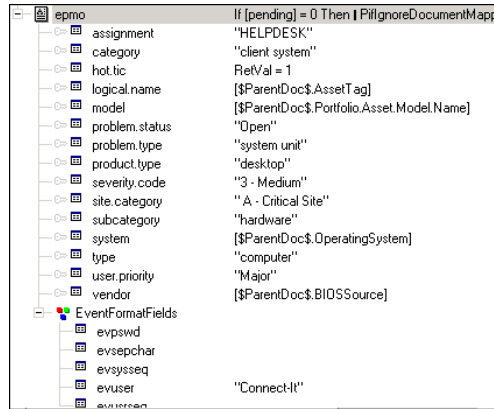 epmo If [pending] = 0 Then | PifIgnoreDocumentMapp
assignment "HELPDESK"
category "client system"
hot.tic RetVal = 1
logical.name [$ParentDoc$.AssetTag]
model [$ParentDoc$.Portfolio.Asset.Model.Name]
problem.status "Open"
problem.type "system unit"
product.type "desktop"
severity.code "3 - Medium"
site.category " A - Critical Site"
subcategory "hardware"
system [$ParentDoc$.OperatingSystem]
type "computer"
user.priority "Major"
vendor [$ParentDoc$.BIOSSource]
EventFormatFields
evpswd
evsepchar
evsysseq
evuser "Connect-It"
evusrseq